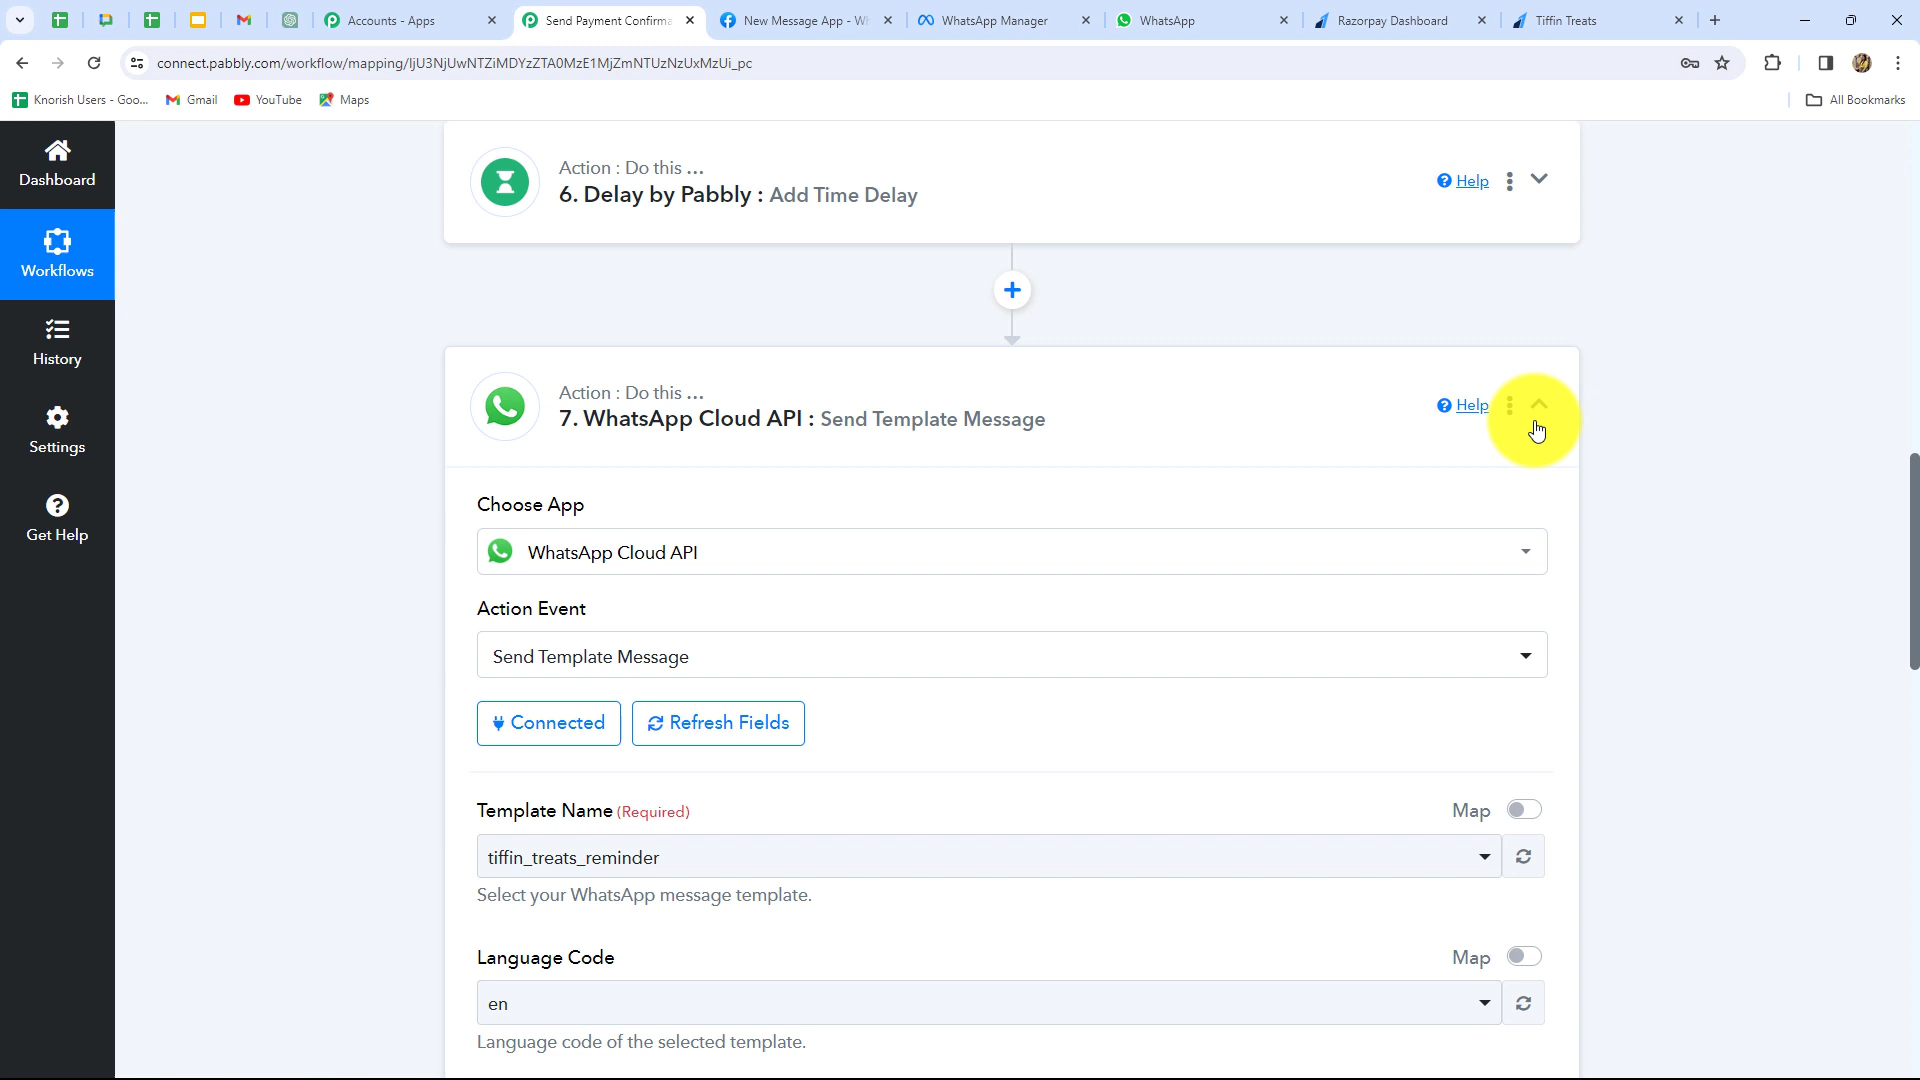 Accounts - Apps
Send Payment Confirma
New Message App - Wh
WhatsApp Manager
WhatsApp
Razorpay Dashboard
Tiffin Treats
connect.pabbly.com/workflow/mapping/IjU3NjUwNTZiMDYzZTA0MzE1MjZmNTUzNzUxMzUi_pc
Knorish Users - Goo...
Gmail
YouTube
Maps
All Bookmarks
Dashboard
Workflows
History
Settings
Get Help
Action : Do this ...
6. Delay by Pabbly : Add Time Delay
Help
Action : Do this ...
7. WhatsApp Cloud API : Send Template Message
Help
Choose App
WhatsApp Cloud API
Action Event
Send Template Message
Connected
Refresh Fields
Template Name (Required)
Map
tiffin_treats_reminder
Select your WhatsApp message template.
Language Code
Map
en
Language code of the selected template.